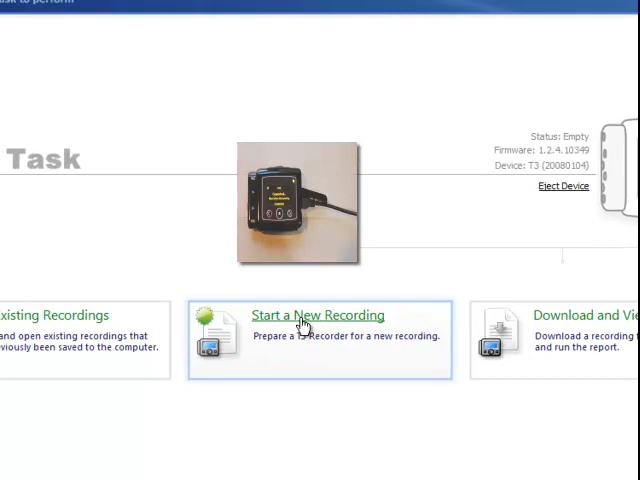 ask to perform
Task
Status: Empty
Firmware: 1.2.4.10349
Device: T3 (20080104)
Eject Device
xisting Recordings
and open existing recordings that
eviously been saved to the computer.
Start a New Recording
Prepare a T3 Recorder for a new recording.
Download and Vie
Download a recording
and run the report.